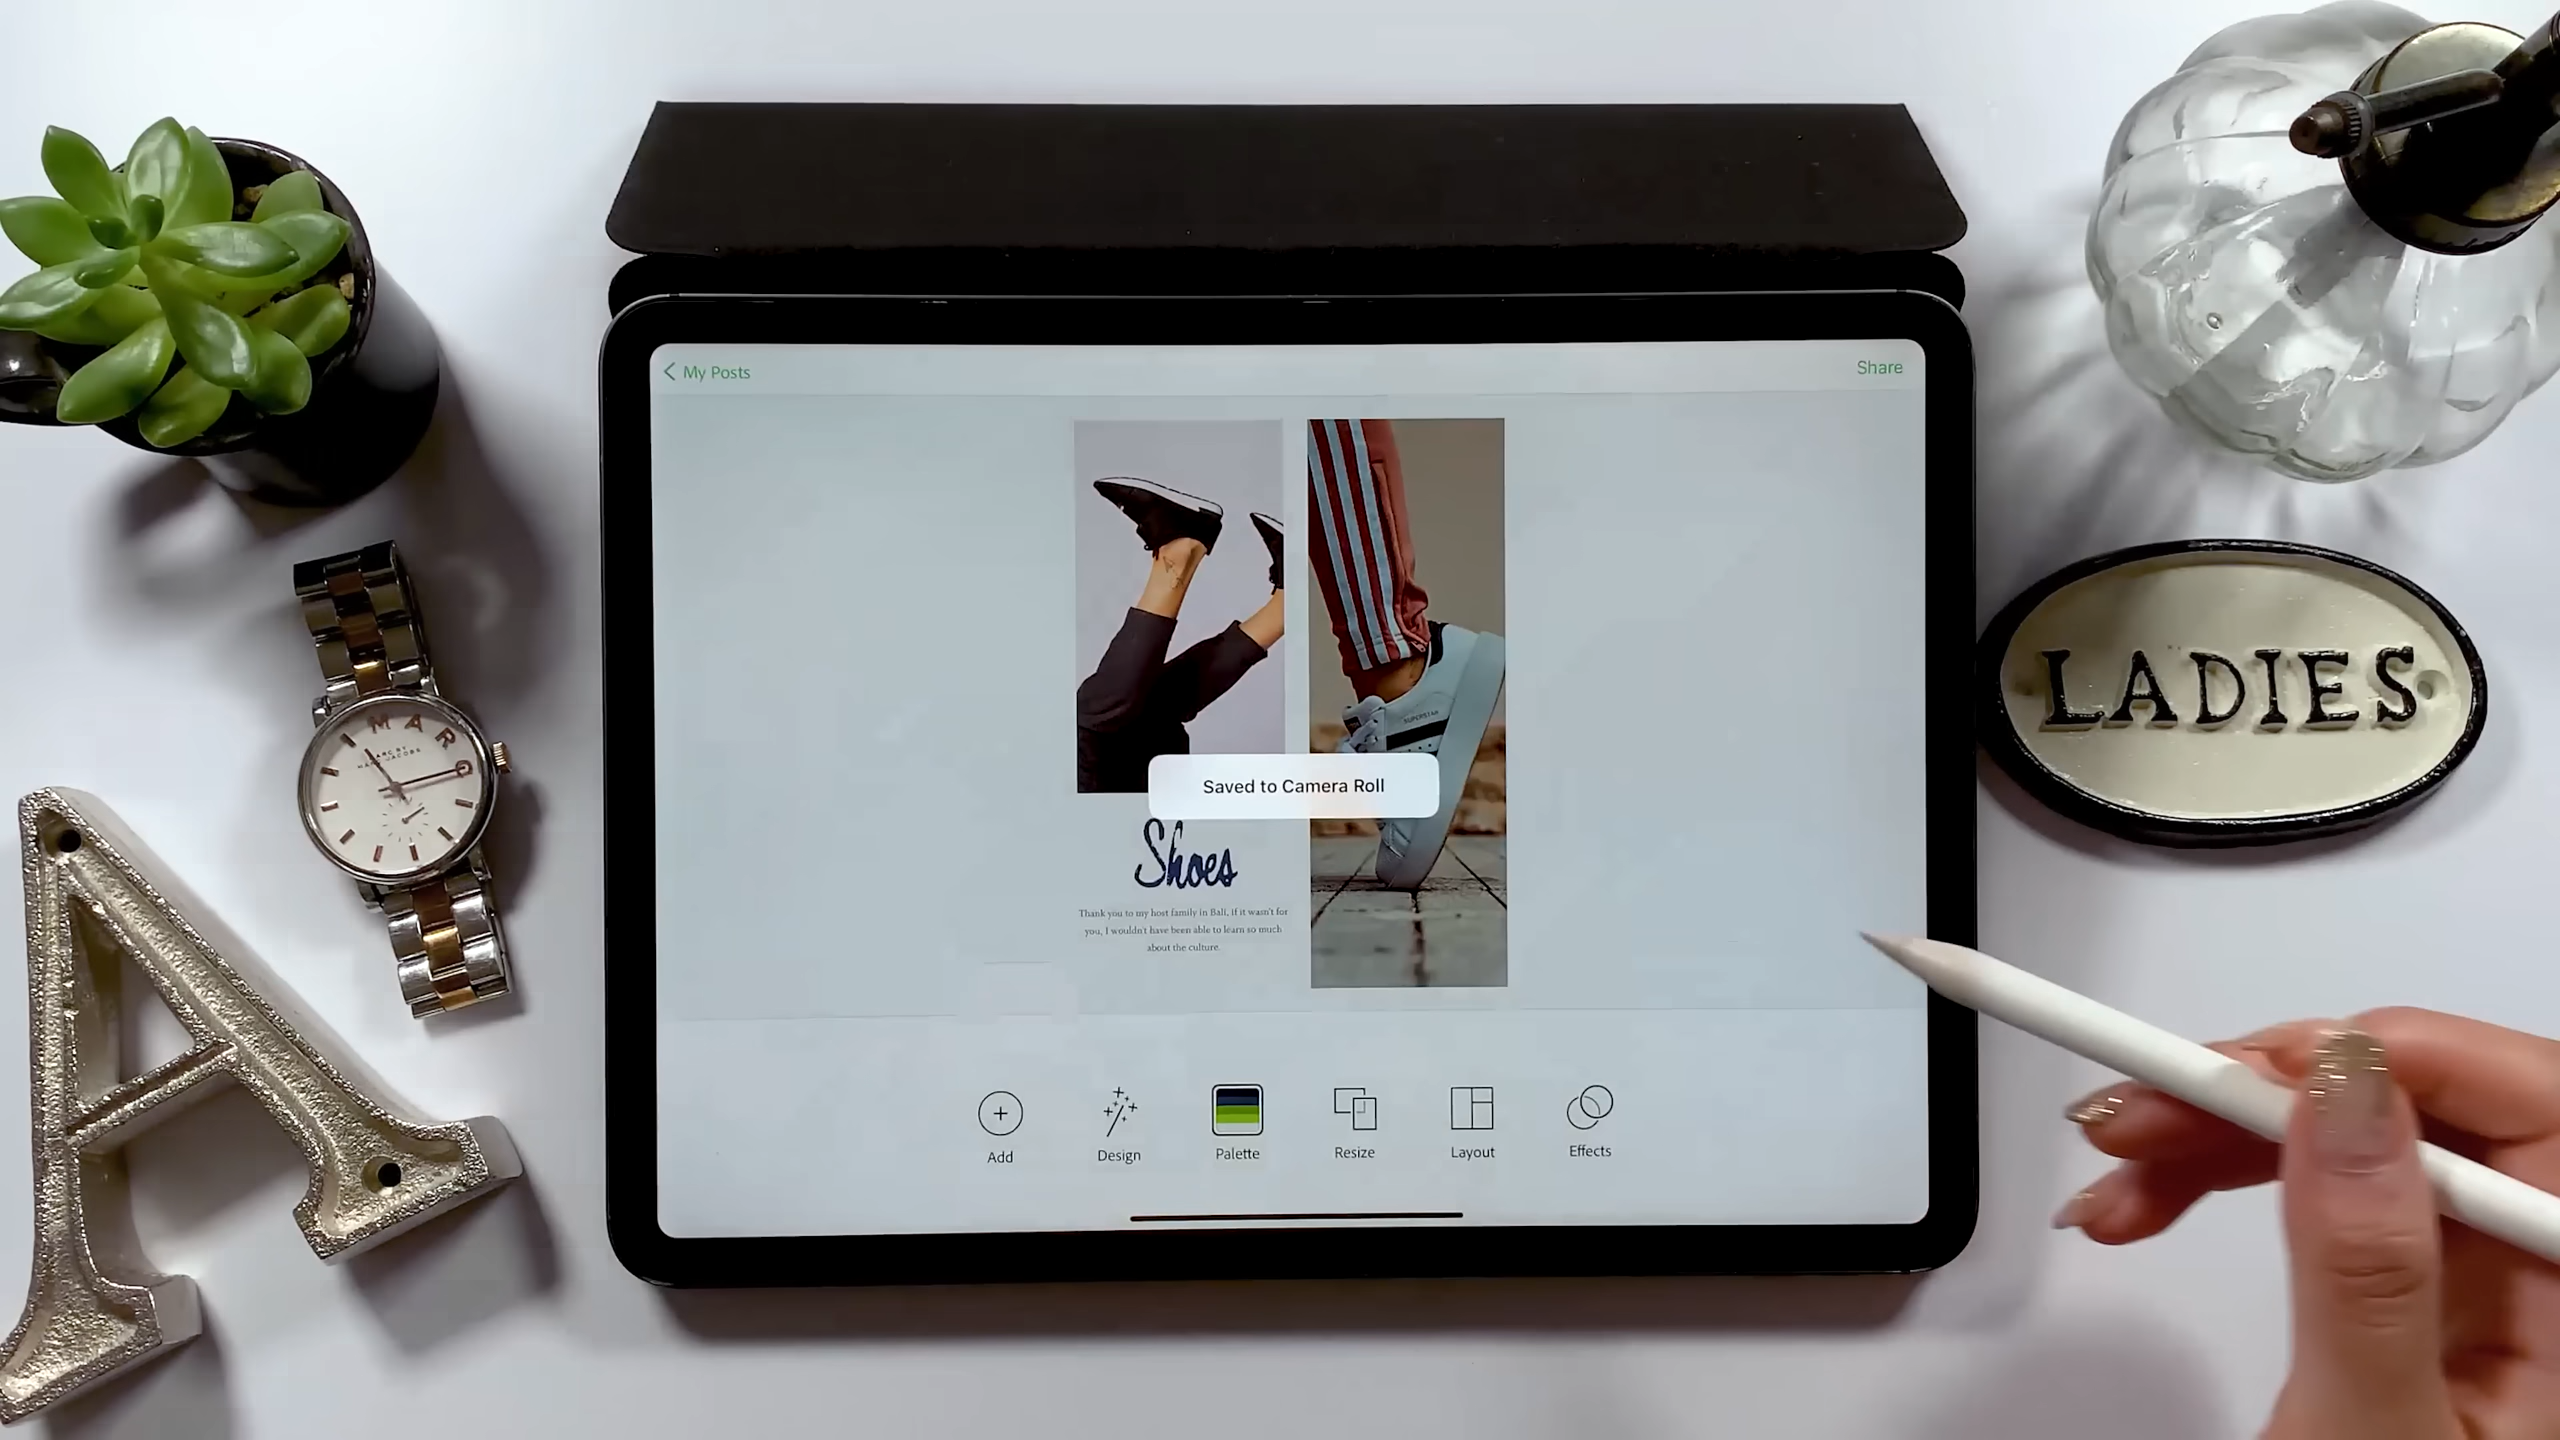 My Posts
Share
SUPERSTAR
Saved to Camera Roll
Shoes
Thank you to my host family in Bali, if it wasn't for
you, I wouldn't have been able to learn so much
about the culture.
Add
Design
Palette
Resize
Layout
Effects
MAR
MARC BY
MARC JACOBS
A
LADIES